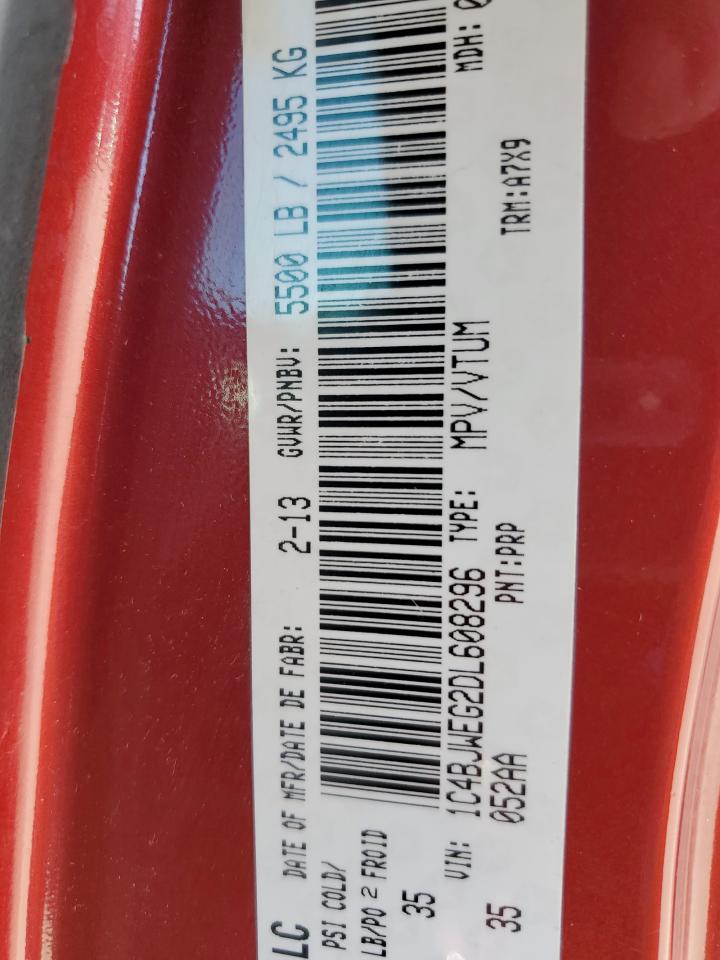 LC DATE OF MFR/DATE DE FABR: 2-13 GVWR/PNBV: 5500 LB / 2495 KG
PSI COLD/
LB/PO 2 FROID
35
VIN: 1C4BJWEG2DL608296 TYPE: MPV/VTUM MDH:
35 052AA PNT:PRP TRM:A7X9